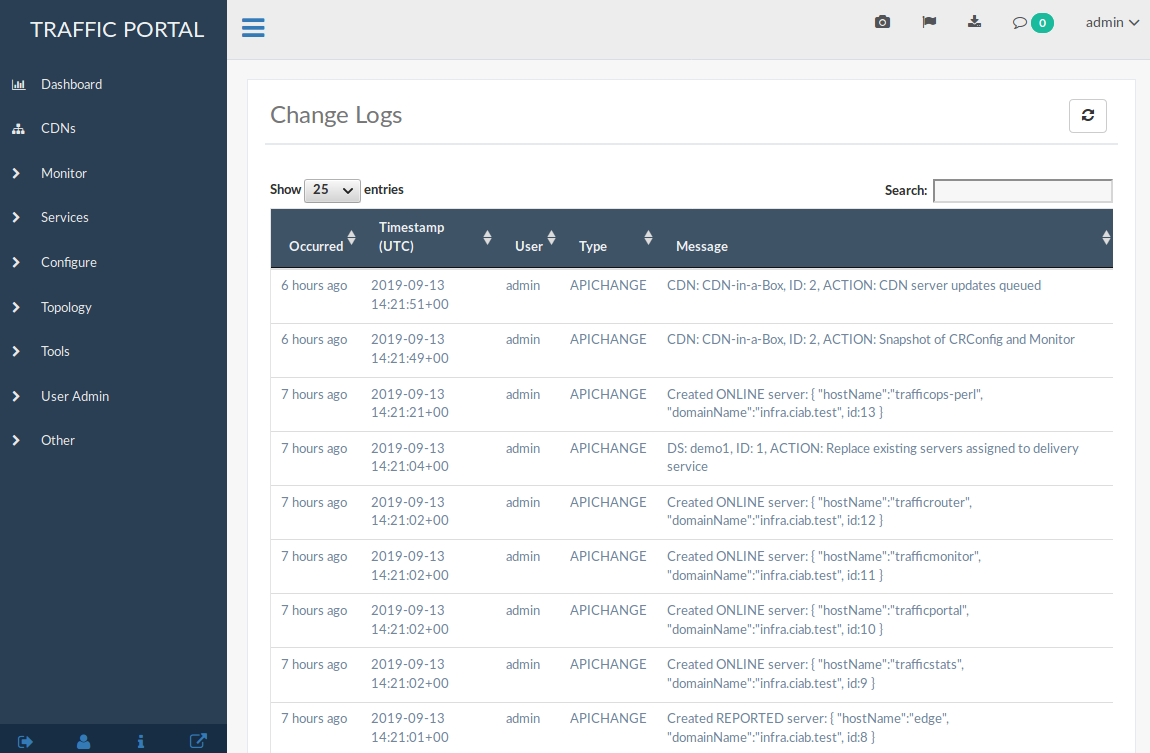 TRAFFIC PORTAL
0
admin
Dashboard
CDNs
Monitor
Services
Configure
Topology
Tools
User Admin
Other
Change Logs
Show 25 entries
Search:
Occurred Timestamp (UTC) User Type Message
6 hours ago 2019-09-13 admin APICHANGE CDN: CDN-in-a-Box, ID: 2, ACTION: CDN server updates queued
14:21:51+00
6 hours ago 2019-09-13 admin APICHANGE CDN: CDN-in-a-Box, ID: 2, ACTION: Snapshot of CRConfig and Monitor
14:21:49+00
7 hours ago 2019-09-13 admin APICHANGE Created ONLINE server: { "hostName":"trafficops-perl",
14:21:21+00 "domainName":"infra.ciab.test", id:13 }
7 hours ago 2019-09-13 admin APICHANGE DS: demo1, ID: 1, ACTION: Replace existing servers assigned to delivery
14:21:04+00 service
7 hours ago 2019-09-13 admin APICHANGE Created ONLINE server: { "hostName":"trafficrouter",
14:21:02+00 "domainName":"infra.ciab.test", id:12 }
7 hours ago 2019-09-13 admin APICHANGE Created ONLINE server: { "hostName":"trafficmonitor",
14:21:02+00 "domainName":"infra.ciab.test", id:11 }
7 hours ago 2019-09-13 admin APICHANGE Created ONLINE server: { "hostName":"trafficportal",
14:21:02+00 "domainName":"infra.ciab.test", id:10 }
7 hours ago 2019-09-13 admin APICHANGE Created ONLINE server: { "hostName":"trafficstats",
14:21:02+00 "domainName":"infra.ciab.test", id:9 }
7 hours ago 2019-09-13 admin APICHANGE Created REPORTED server: { "hostName":"edge",
14:21:01+00 "domainName":"infra.ciab.test", id:8 }